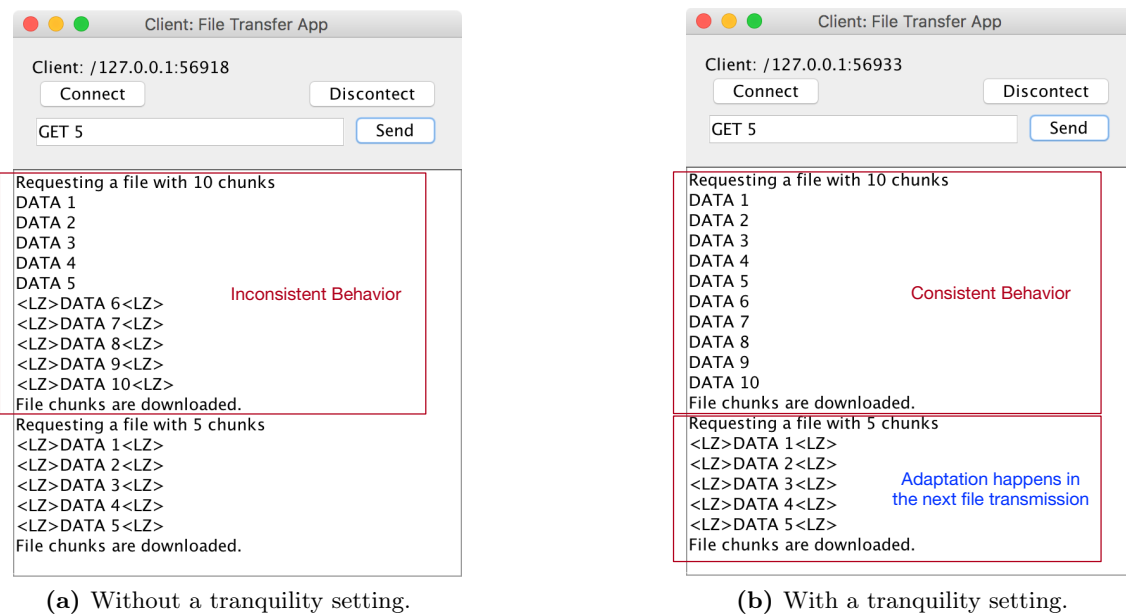 Client: File Transfer App
Client: /127.0.0.1:56918
Connect
Discontect
GET 5
Send
Requesting a file with 10 chunks
DATA 1
DATA 2
DATA 3
DATA 4
DATA 5
<LZ>DATA 6<LZ>
<LZ>DATA 7<LZ>
<LZ>DATA 8<LZ>
<LZ>DATA 9<LZ>
<LZ>DATA 10<LZ>
File chunks are downloaded.
Inconsistent Behavior
Requesting a file with 5 chunks
<LZ>DATA 1<LZ>
<LZ>DATA 2<LZ>
<LZ>DATA 3<LZ>
<LZ>DATA 4<LZ>
<LZ>DATA 5<LZ>
File chunks are downloaded.
(a) Without a tranquility setting.
Client: File Transfer App
Client: /127.0.0.1:56933
Connect
Discontect
GET 5
Send
Requesting a file with 10 chunks
DATA 1
DATA 2
DATA 3
DATA 4
DATA 5
DATA 6
DATA 7
DATA 8
DATA 9
DATA 10
File chunks are downloaded.
Consistent Behavior
Requesting a file with 5 chunks
<LZ>DATA 1<LZ>
<LZ>DATA 2<LZ>
<LZ>DATA 3<LZ>
<LZ>DATA 4<LZ>
<LZ>DATA 5<LZ>
File chunks are downloaded.
Adaptation happens in
the next file transmission
(b) With a tranquility setting.